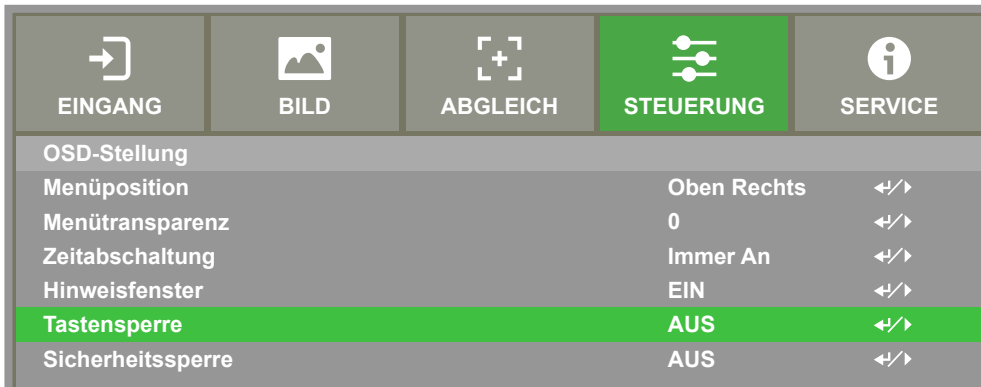 EINGANG BILD ABGLEICH STEUERUNG SERVICE
OSD-Stellung
Menüposition Oben Rechts
Menütransparenz 0
Zeitabschaltung Immer An
Hinweisfenster EIN
Tastensperre AUS
Sicherheitssperre AUS